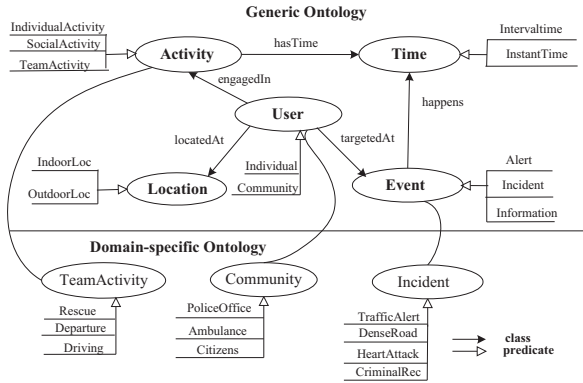 Generic Ontology
IndividualActivity
SocialActivity
TeamActivity
Activity
hasTime
Time
Intervaltime
InstantTime
engagedIn
happens
User
locatedAt
targetedAt
IndoorLoc
OutdoorLoc
Location
Individual
Community
Event
Alert
Incident
Information
Domain-specific Ontology
TeamActivity
Community
Incident
Rescue
Departure
Driving
PoliceOffice
Ambulance
Citizens
TrafficAlert
DenseRoad
HeartAttack
CriminalRec
class
predicate